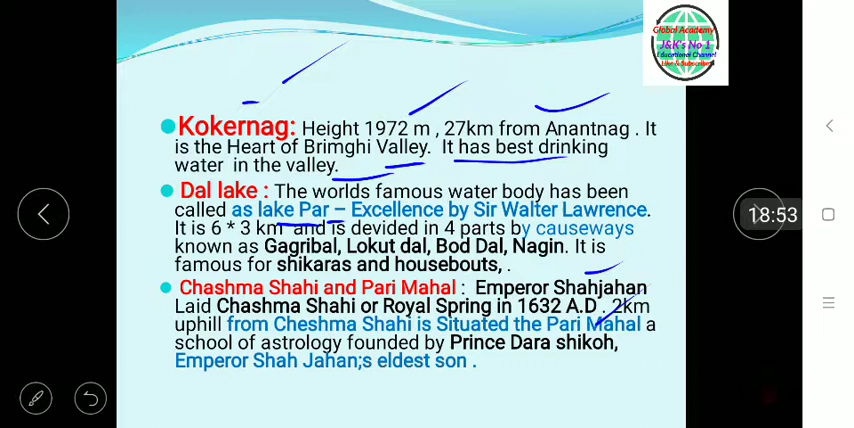 Global Academy
J&K's No 1
Educational Channel
Like & Subscribe
Kokernag: Height 1972 m , 27km from Anantnag . It
is the Heart of Brimghi Valley. It has best drinking
water in the valley.
Dal lake : The worlds famous water body has been
called as lake Par – Excellence by Sir Walter Lawrence.
It is 6 * 3 km and is devided in 4 parts by causeways
known as Gagribal, Lokut dal, Bod Dal, Nagin. It is
famous for shikaras and housebouts, .
Chashma Shahi and Pari Mahal : Emperor Shahjahan
Laid Chashma Shahi or Royal Spring in 1632 A.D . 2km
uphill from Cheshma Shahi is Situated the Pari Mahal a
school of astrology founded by Prince Dara shikoh,
Emperor Shah Jahan;s eldest son .
18:53